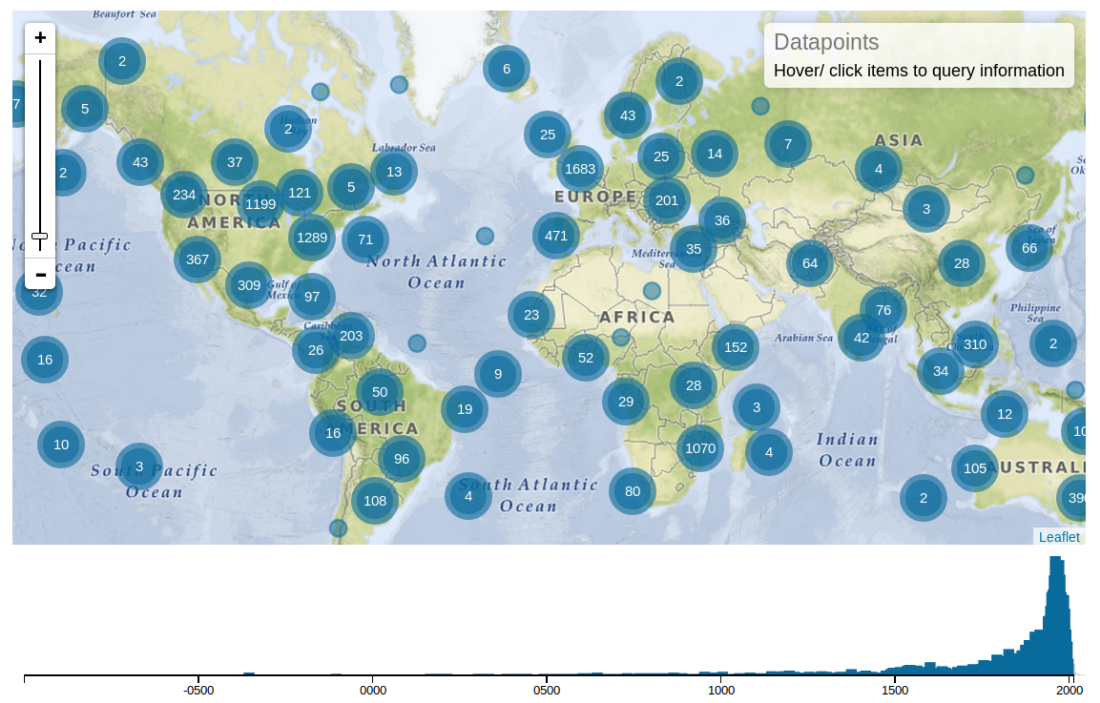 Beaufort Sea
+
Datapoints
Hover/ click items to query information
2
6
2
7
5
43
Hudson
2
25
7
ASIA
Labrador Sea
43
37
13
25
14
4
1683
2
234
121
5
EUROPE
201
3
1199
AMERICA
36
1289
71
471
35
66
North Atlantic
Ocean
Mediterranean
Sea
367
64
28
309
Gulf of
Mexico
97
32
−
23
AFRICA
76
Philippine
Sea
203
26
42
Arabian Sea
310
2
16
52
152
34
9
50
28
SOUTH
AMERICA
29
3
19
12
16
10
Indian
Ocean
1070
4
96
3
South Pacific
Ocean
105
AUSTRALI
108
4
South Atlantic
Ocean
80
2
390
Leaflet
-0500
0000
0500
1000
1500
2000